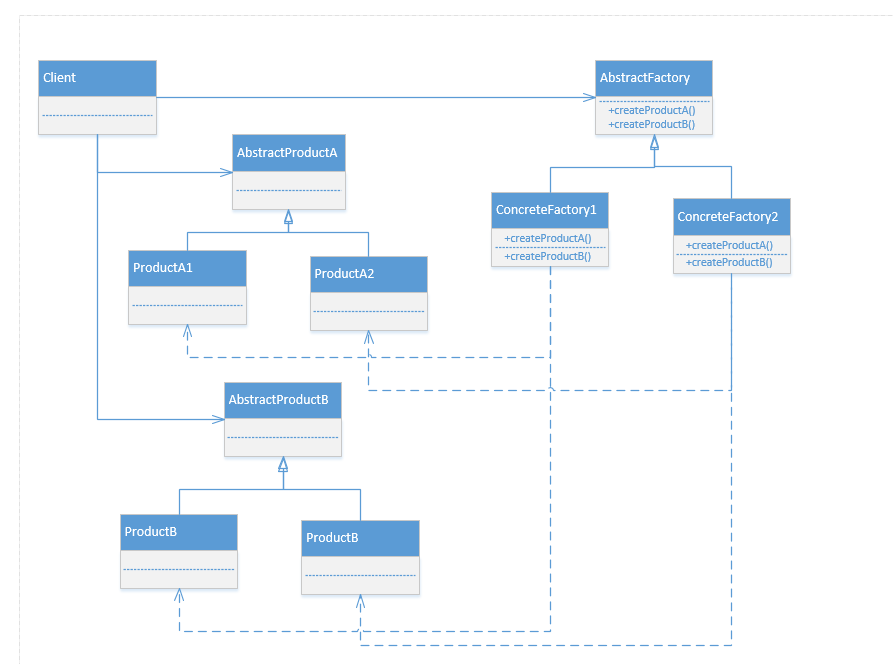 Client
AbstractFactory
+createProductA()
+createProductB()
AbstractProductA
ConcreteFactory1
+createProductA()
+createProductB()
ConcreteFactory2
+createProductA()
+createProductB()
ProductA1
ProductA2
AbstractProductB
ProductB
ProductB